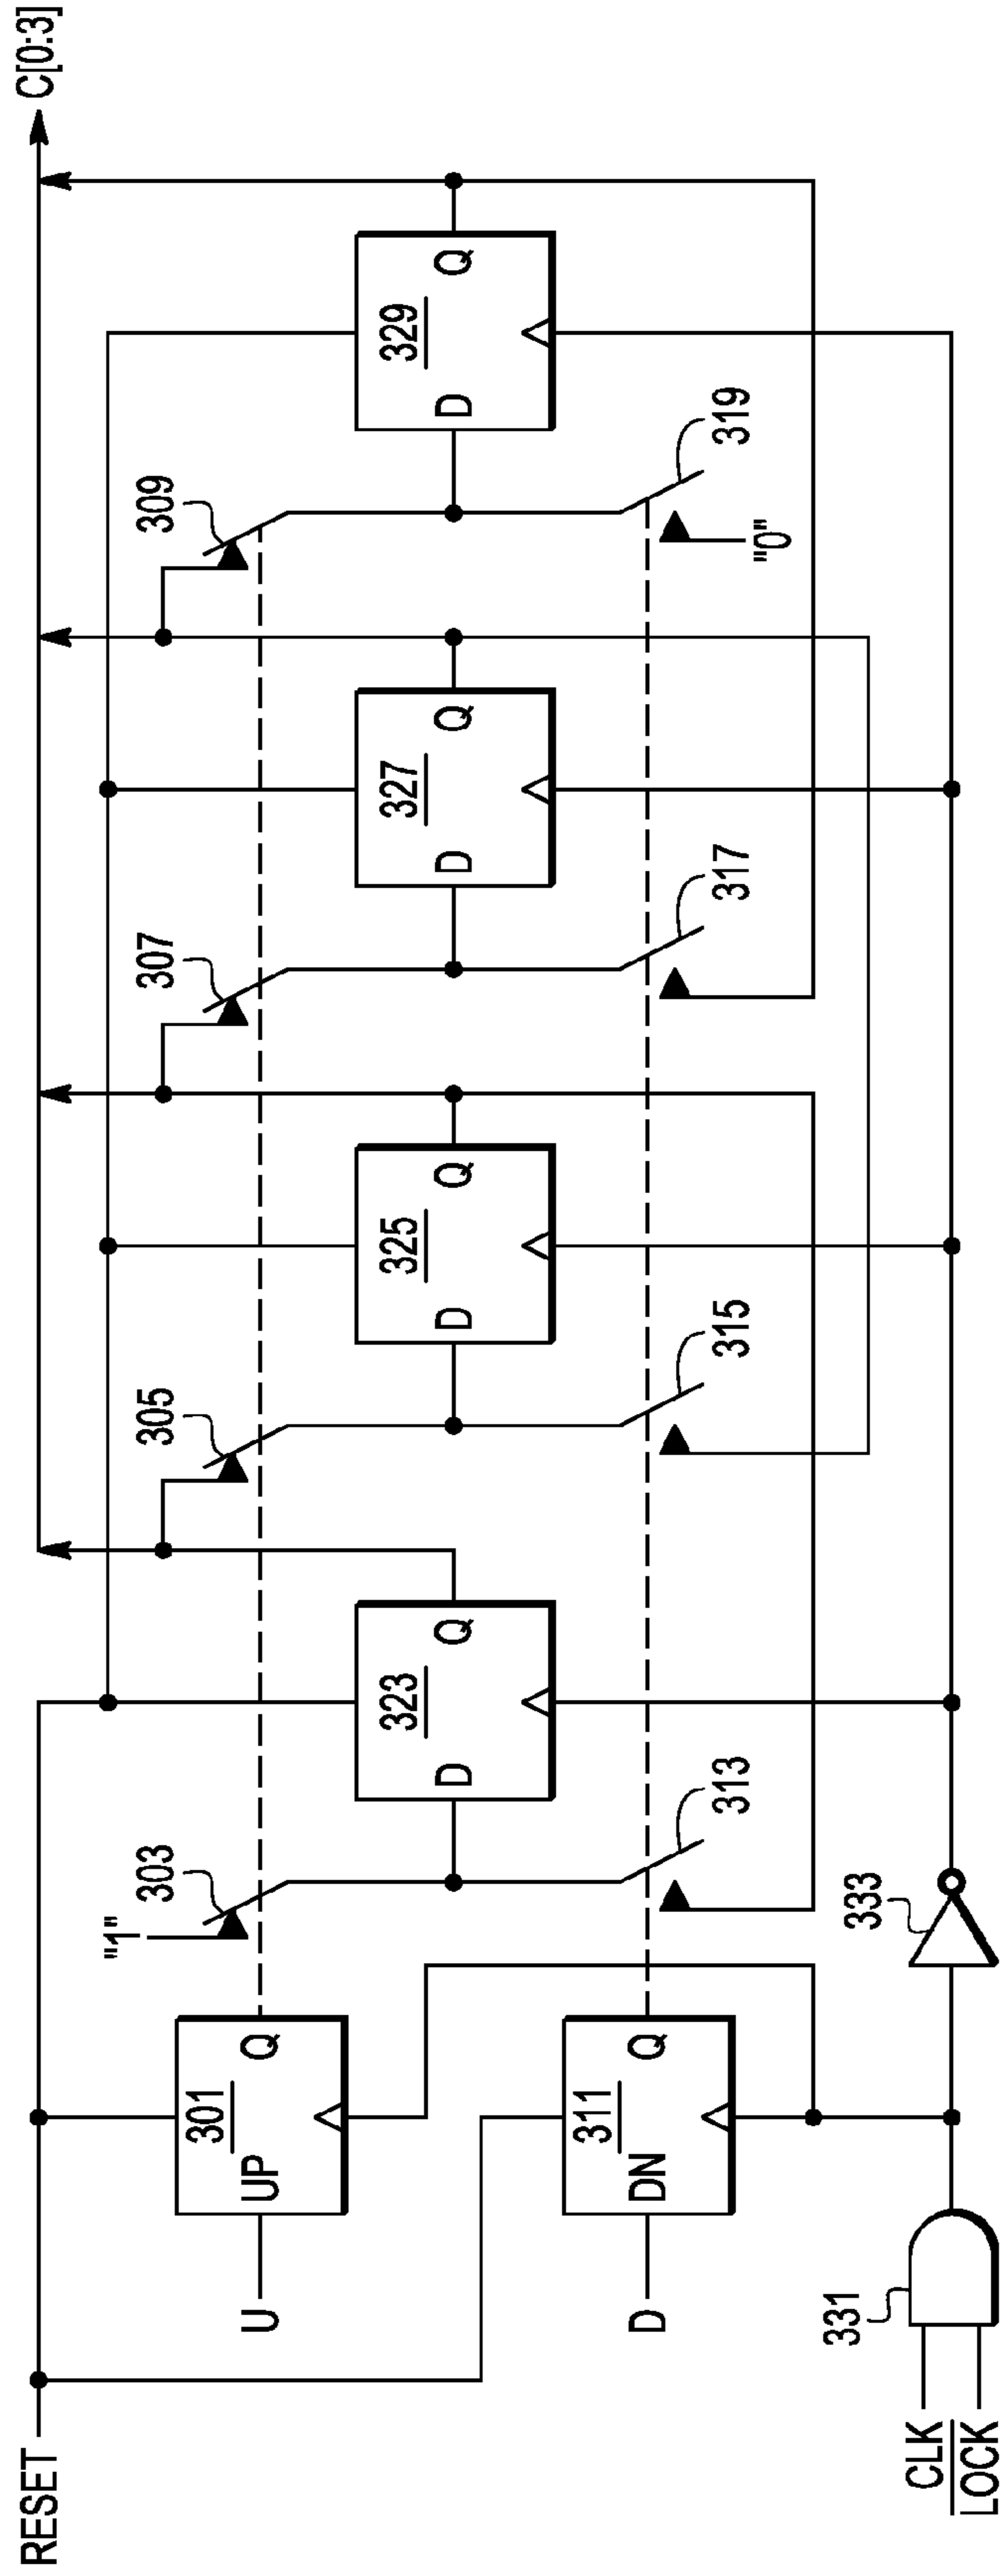 RESET
C[0:3]
"1"
303
305
307
309
U
UP
301
Q
D
323
Q
D
325
Q
D
327
Q
D
329
Q
D
DN
311
Q
313
315
317
319
"0"
CLK
LOCK
331
333